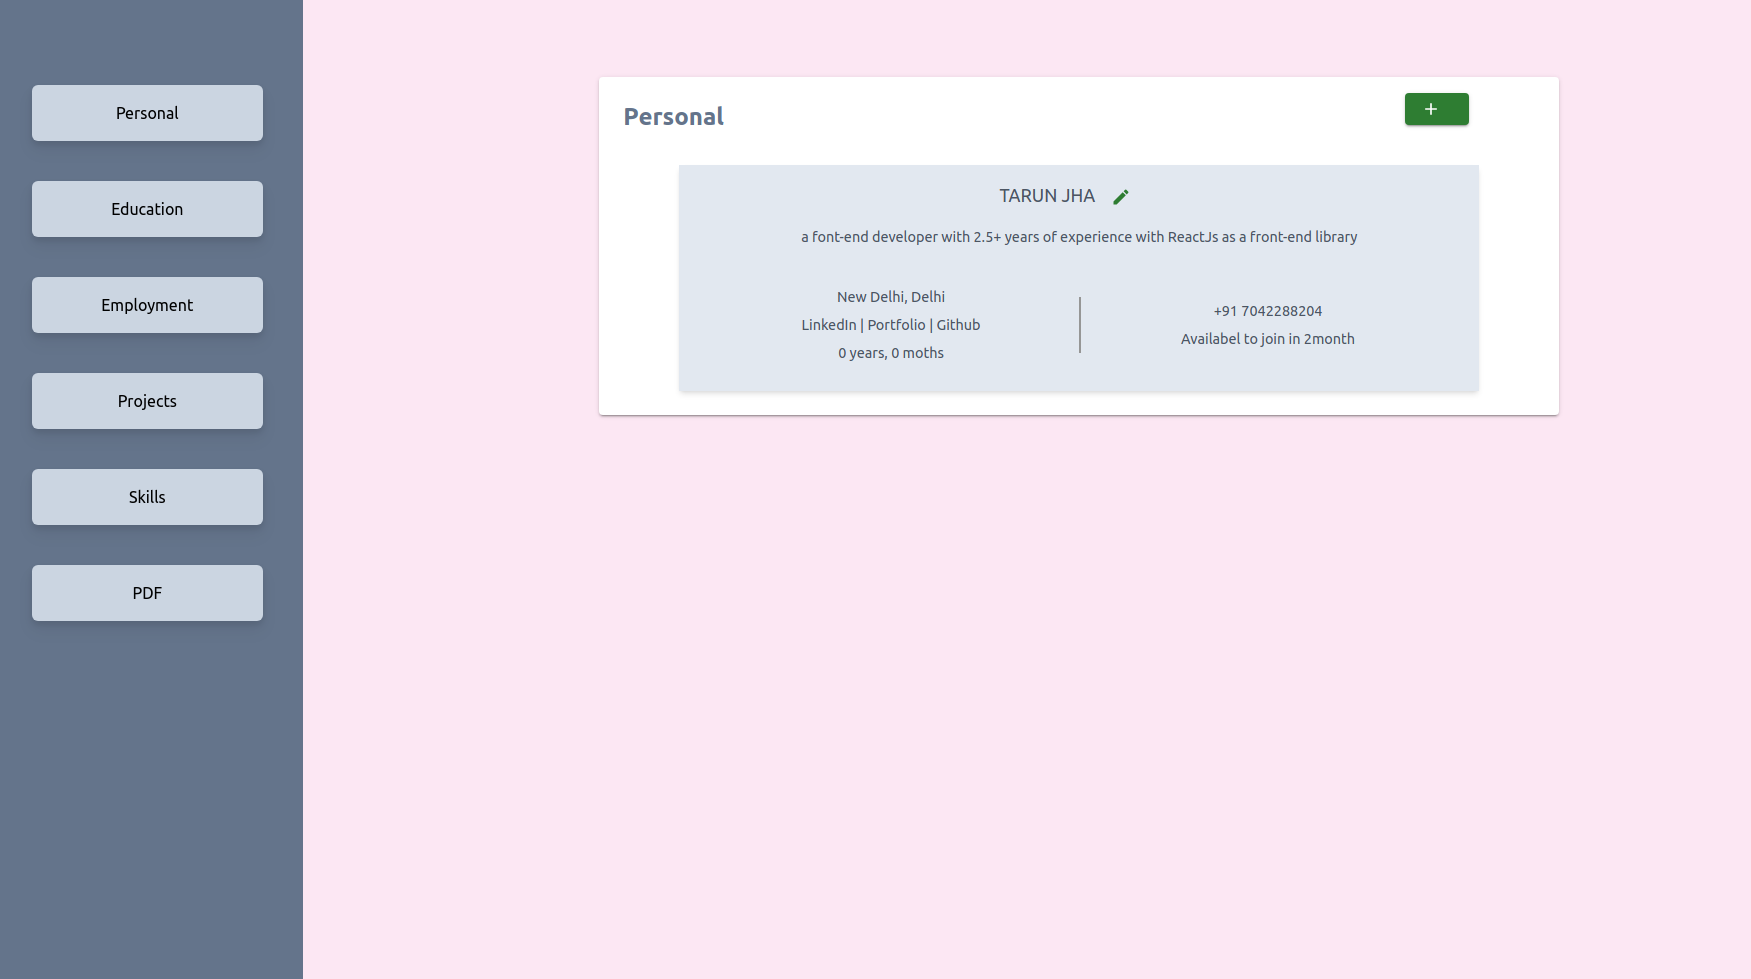 Personal
Education
Employment
Projects
Skills
PDF
Personal
TARUN JHA
a font-end developer with 2.5+ years of experience with ReactJs as a front-end library
New Delhi, Delhi
LinkedIn | Portfolio | Github
0 years, 0 moths
+91 7042288204
Availabel to join in 2month